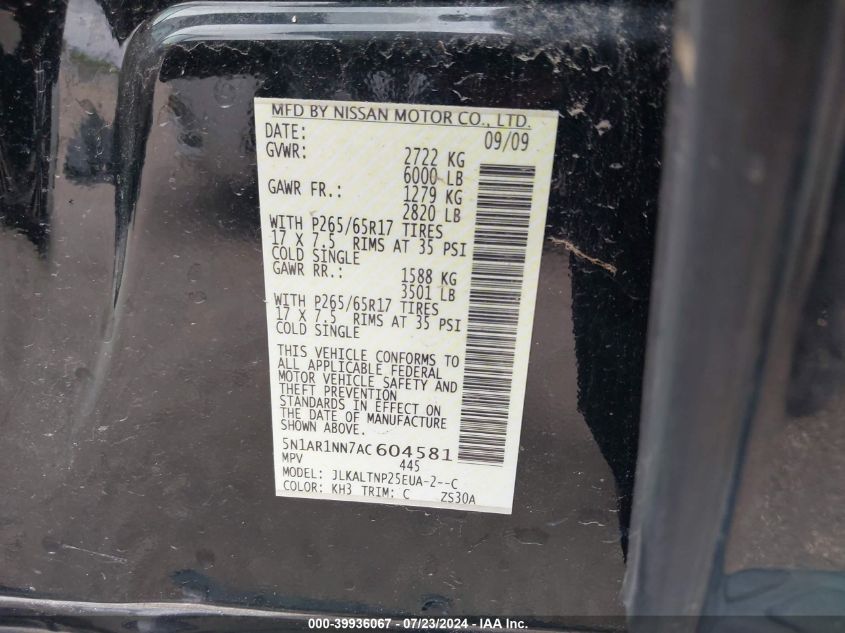 MFD BY NISSAN MOTOR CO., LTD.
DATE: 09/09
GVWR: 2722 KG
6000 LB
GAWR FR.: 1279 KG
2820 LB
WITH P265/65R17 TIRES
17 X 7.5 RIMS AT 35 PSI
COLD SINGLE
GAWR RR.: 1588 KG
3501 LB
WITH P265/65R17 TIRES
17 X 7.5 RIMS AT 35 PSI
COLD SINGLE
THIS VEHICLE CONFORMS TO
ALL APPLICABLE FEDERAL
MOTOR VEHICLE SAFETY AND
THEFT PREVENTION
STANDARDS IN EFFECT ON
THE DATE OF MANUFACTURE
SHOWN ABOVE.
5N1AR1NN7AC604581
MPV 445
MODEL: JLKALTNP25EUA-2--C
COLOR: KH3 TRIM: C ZS30A
000-39936067 - 07/23/2024 - IAA Inc.